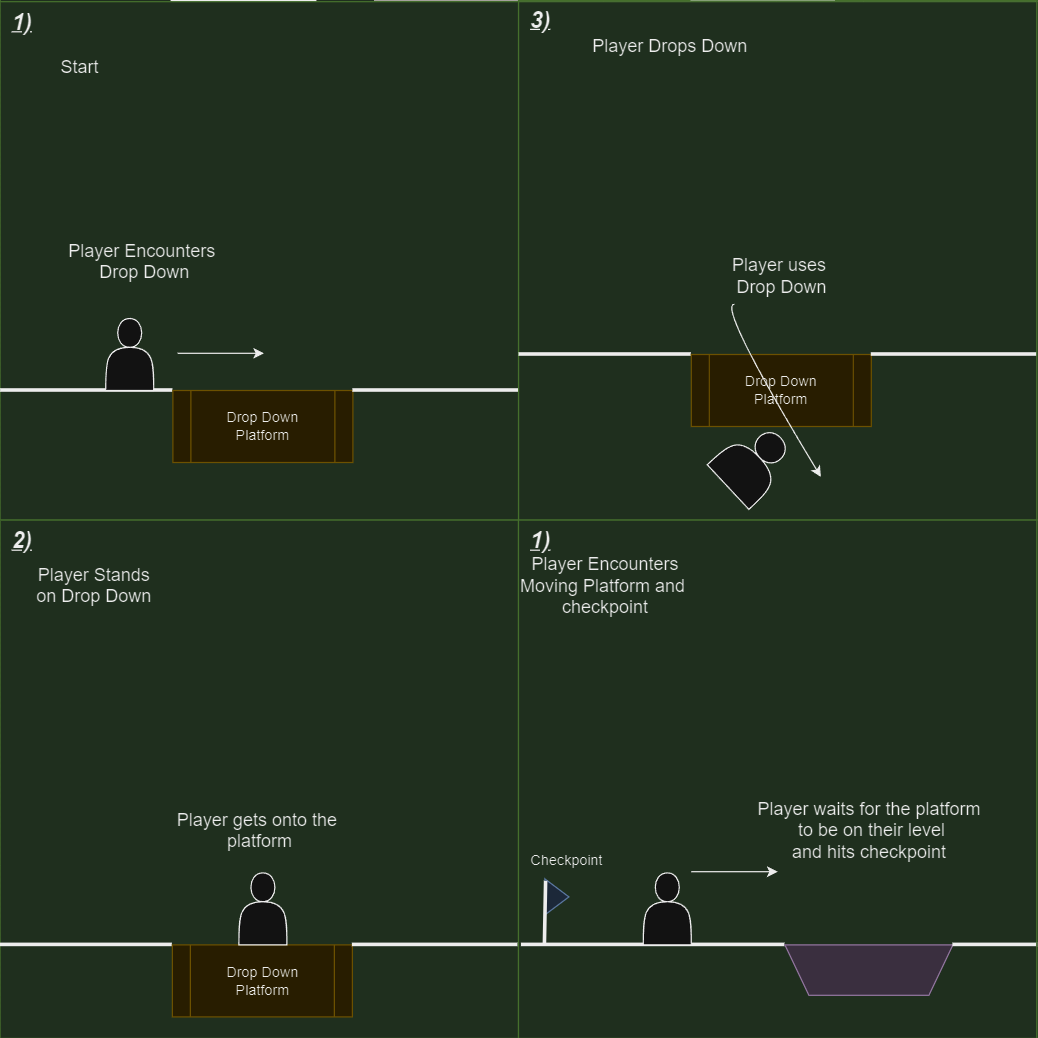 1)
Start
Player Encounters
Drop Down
Drop Down
Platform
3)
Player Drops Down
Player uses
Drop Down
Drop Down
Platform
2)
Player Stands
on Drop Down
Player gets onto the
platform
Drop Down
Platform
1)
Player Encounters
Moving Platform and
checkpoint
Player waits for the platform
to be on their level
and hits checkpoint
Checkpoint